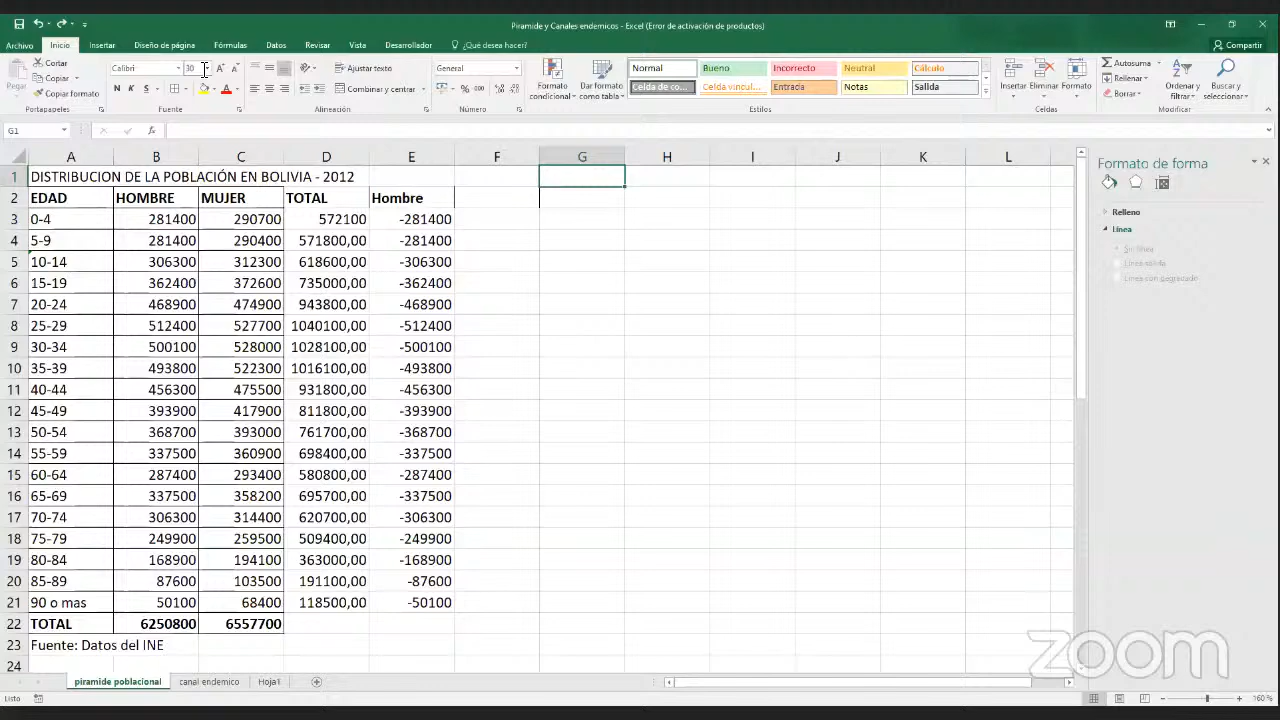 Piramide y Canales endemicos - Excel (Error de activación de productos)
Archivo Inicio Insertar Diseño de página Fórmulas Datos Revisar Vista Desarrollador ¿Qué desea hacer? Compartir
Cortar
Copiar
Copiar formato
Pegar
Portapapeles
Calibri 10
N K S
Fuente
Ajustar texto
Combinar y centrar
Alineación
General
% 000
Número
Formato condicional
Dar formato como tabla
Normal Bueno Incorrecto Neutral Cálculo
Celda de co... Celda vincul... Entrada Notas Salida
Estilos
Insertar Eliminar Formato
Celdas
Autosuma
Rellenar
Borrar
Ordenar y filtrar
Buscar y seleccionar
Modificar
G1 fx
A B C D E F G H I J K L
1 DISTRIBUCION DE LA POBLACIÓN EN BOLIVIA - 2012
2 EDAD HOMBRE MUJER TOTAL Hombre
3 0-4 281400 290700 572100 -281400
4 5-9 281400 290400 571800,00 -281400
5 10-14 306300 312300 618600,00 -306300
6 15-19 362400 372600 735000,00 -362400
7 20-24 468900 474900 943800,00 -468900
8 25-29 512400 527700 1040100,00 -512400
9 30-34 500100 528000 1028100,00 -500100
10 35-39 493800 522300 1016100,00 -493800
11 40-44 456300 475500 931800,00 -456300
12 45-49 393900 417900 811800,00 -393900
13 50-54 368700 393000 761700,00 -368700
14 55-59 337500 360900 698400,00 -337500
15 60-64 287400 293400 580800,00 -287400
16 65-69 337500 358200 695700,00 -337500
17 70-74 306300 314400 620700,00 -306300
18 75-79 249900 259500 509400,00 -249900
19 80-84 168900 194100 363000,00 -168900
20 85-89 87600 103500 191100,00 -87600
21 90 o mas 50100 68400 118500,00 -50100
22 TOTAL 6250800 6557700
23 Fuente: Datos del INE
24
Formato de forma
Relleno
Línea
Sin línea
Línea sólida
Línea con degradado
zoom
piramide poblacional canal endemico Hoja1
Listo
160 %